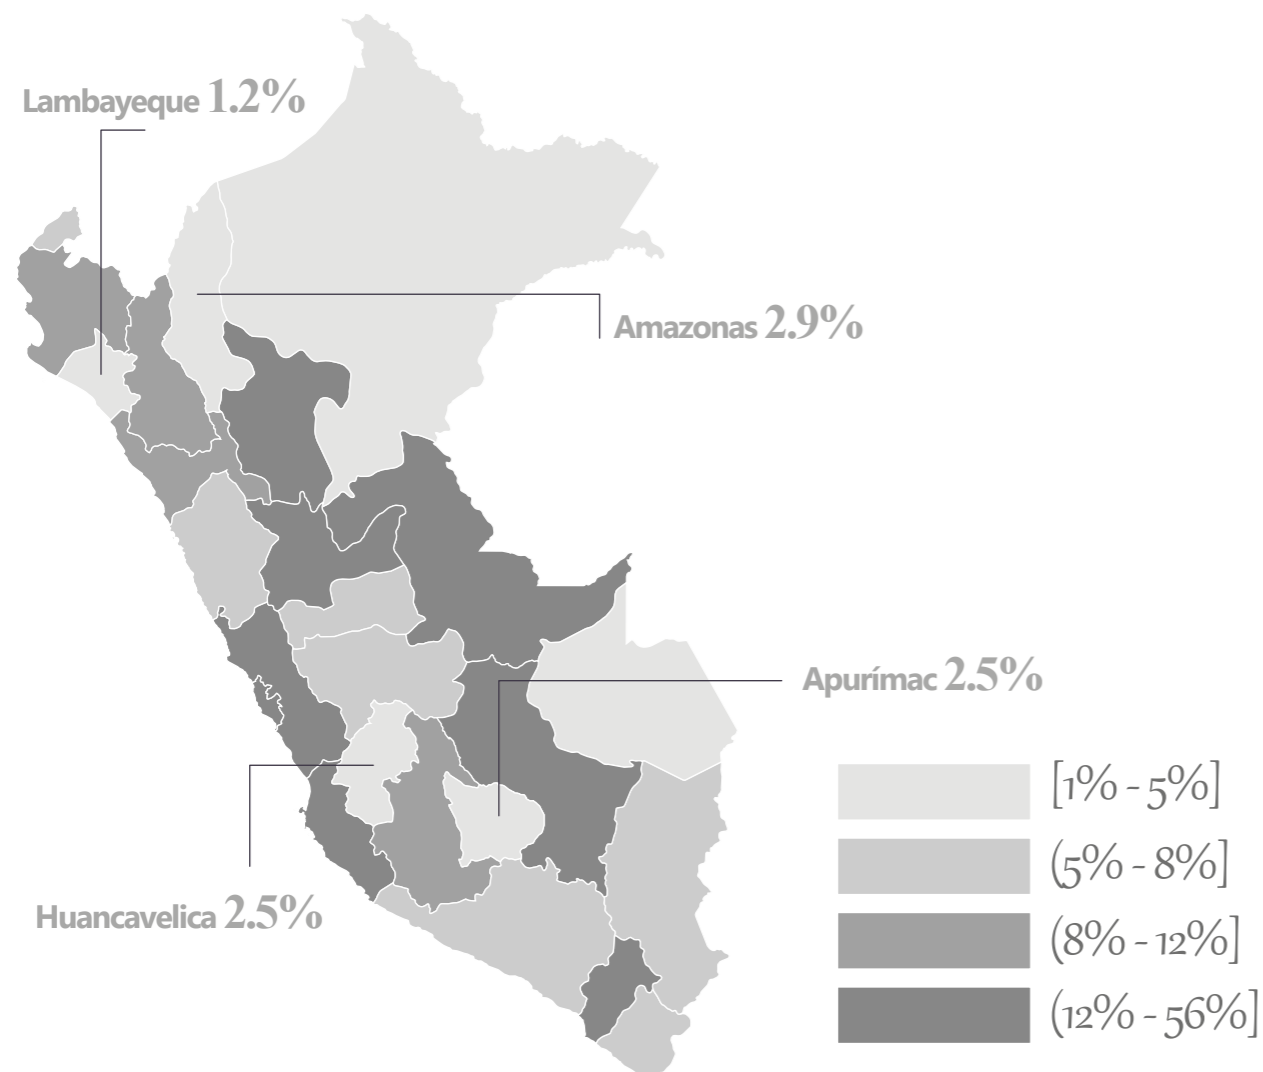 Lambayeque 1.2%
Amazonas 2.9%
Apurímac 2.5%
Huancavelica 2.5%
[1% - 5%]
(5% - 8%]
(8% - 12%]
(12% - 56%]